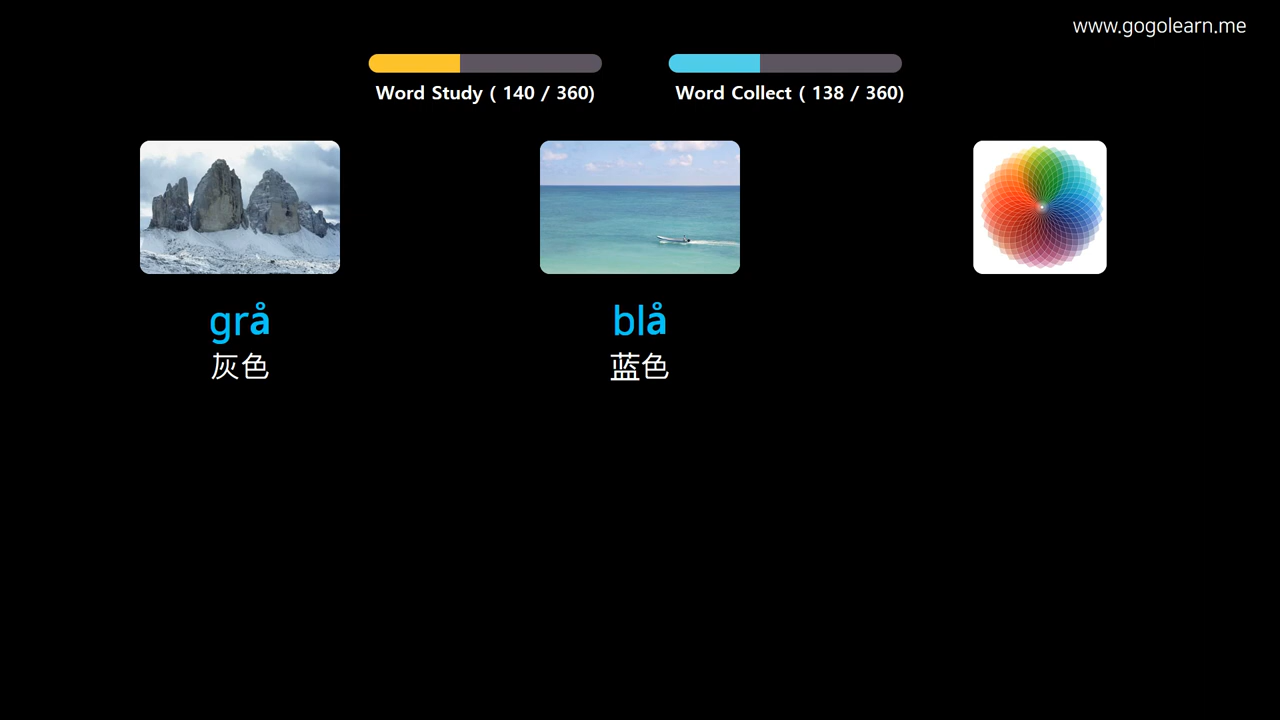 www.gogolearn.me
Word Study ( 140 / 360)
Word Collect ( 138 / 360)
grå
灰色
blå
蓝色